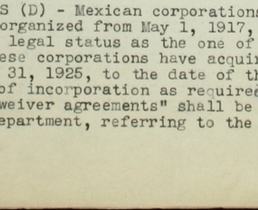 S (D) - Mexican corporations
organized from May 1, 1917,
legal status as the one of
ese corporations have acquir
31, 1925, to the date of th
of incorporation as required
weiver agreements" shall be
epartment, referring to the